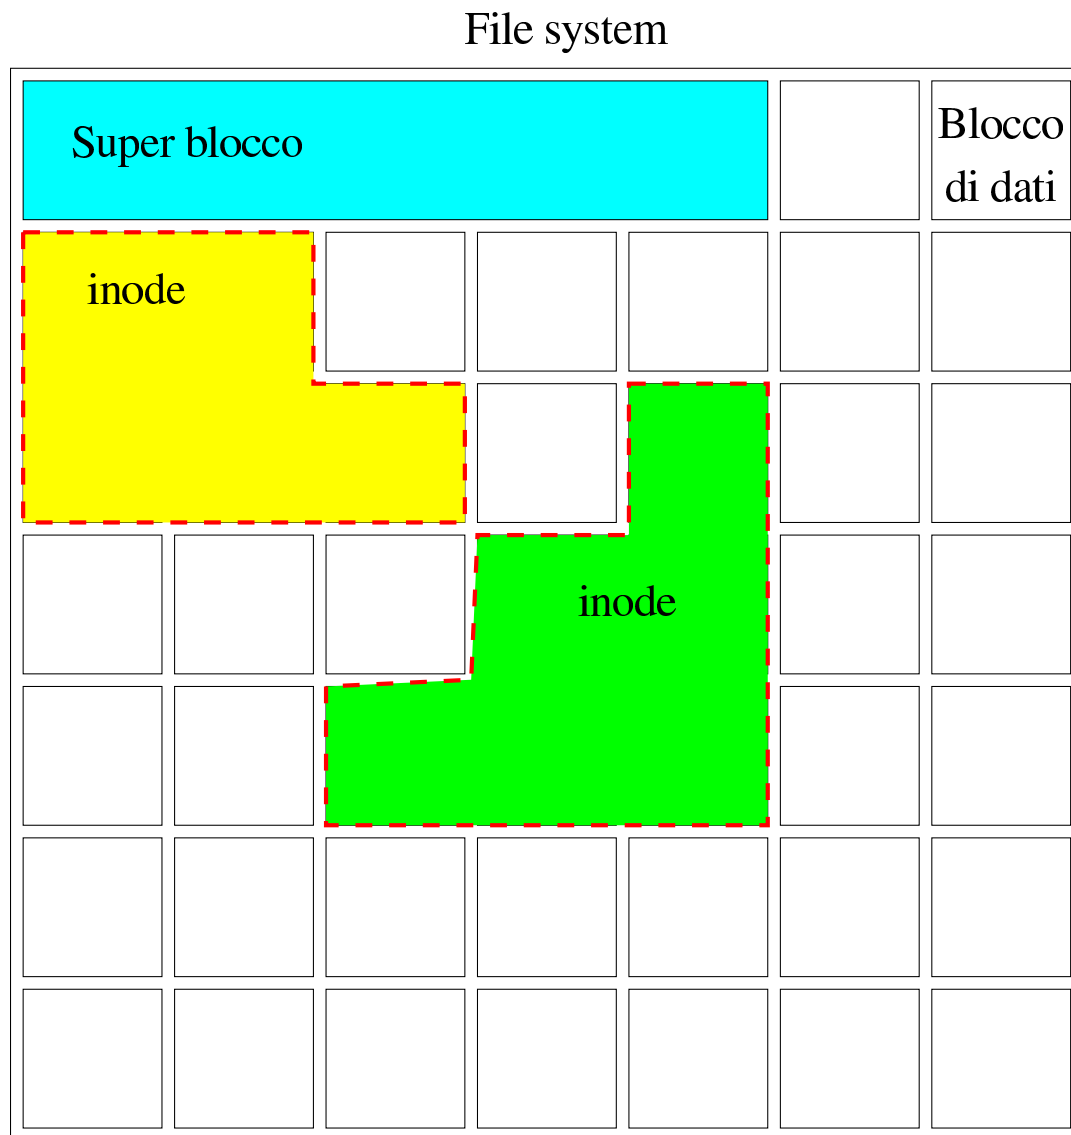 File system
Super blocco
Blocco
di dati
inode
inode